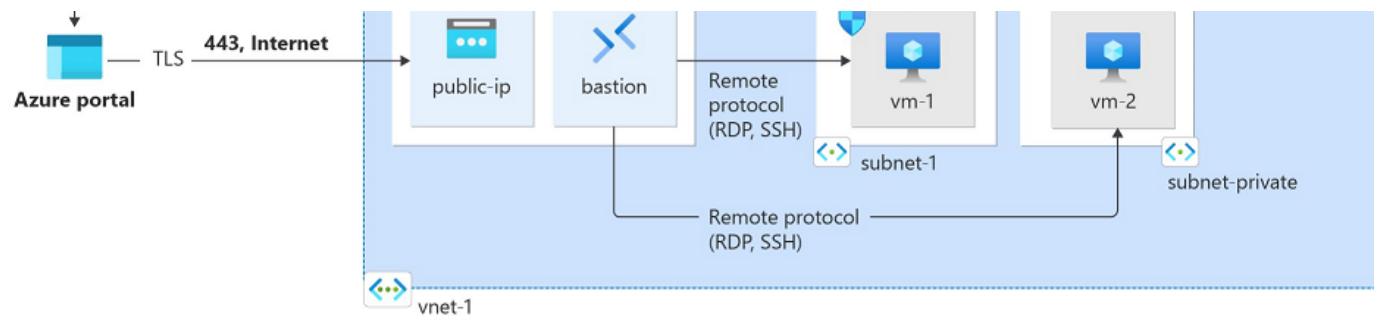 443, Internet
TLS
Azure portal
public-ip
bastion
Remote
protocol
(RDP, SSH)
vm-1
vm-2
subnet-1
subnet-private
Remote protocol
(RDP, SSH)
vnet-1